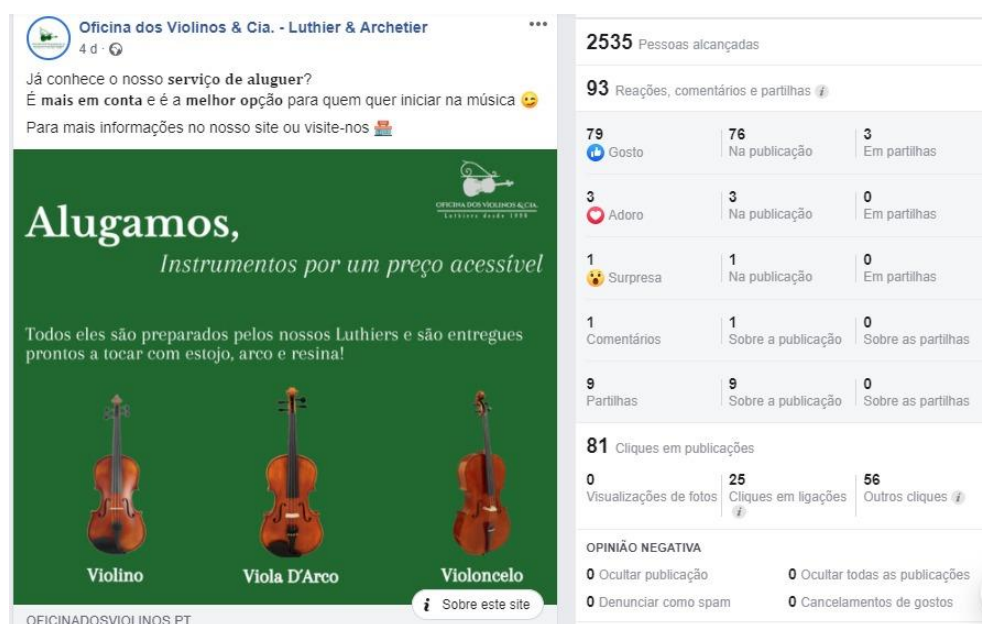 Oficina dos Violinos & Cia. - Luthier & Archetier
4 d ·
Já conhece o nosso serviço de aluguer?
É mais em conta e é a melhor opção para quem quer iniciar na música 😉
Para mais informações no nosso site ou visite-nos
OFICINA DOS VIOLINOS & CIA.
Luthiers desde 1998
Alugamos,
Instrumentos por um preço acessível
Todos eles são preparados pelos nossos Luthiers e são entregues
prontos a tocar com estojo, arco e resina!
Violino
Viola D´Arco
Violoncelo
i Sobre este site
OFICINADOSVIOLINOS.PT
2535 Pessoas alcançadas
93 Reações, comentários e partilhas i
79 76 3
Gosto Na publicação Em partilhas
3 3 0
Adoro Na publicação Em partilhas
1 1 0
Surpresa Na publicação Em partilhas
1 1 0
Comentários Sobre a publicação Sobre as partilhas
9 9 0
Partilhas Sobre a publicação Sobre as partilhas
81 Cliques em publicações
0 25 56
Visualizações de fotos Cliques em ligações i Outros cliques i
OPINIÃO NEGATIVA
0 Ocultar publicação 0 Ocultar todas as publicações
0 Denunciar como spam 0 Cancelamentos de gostos